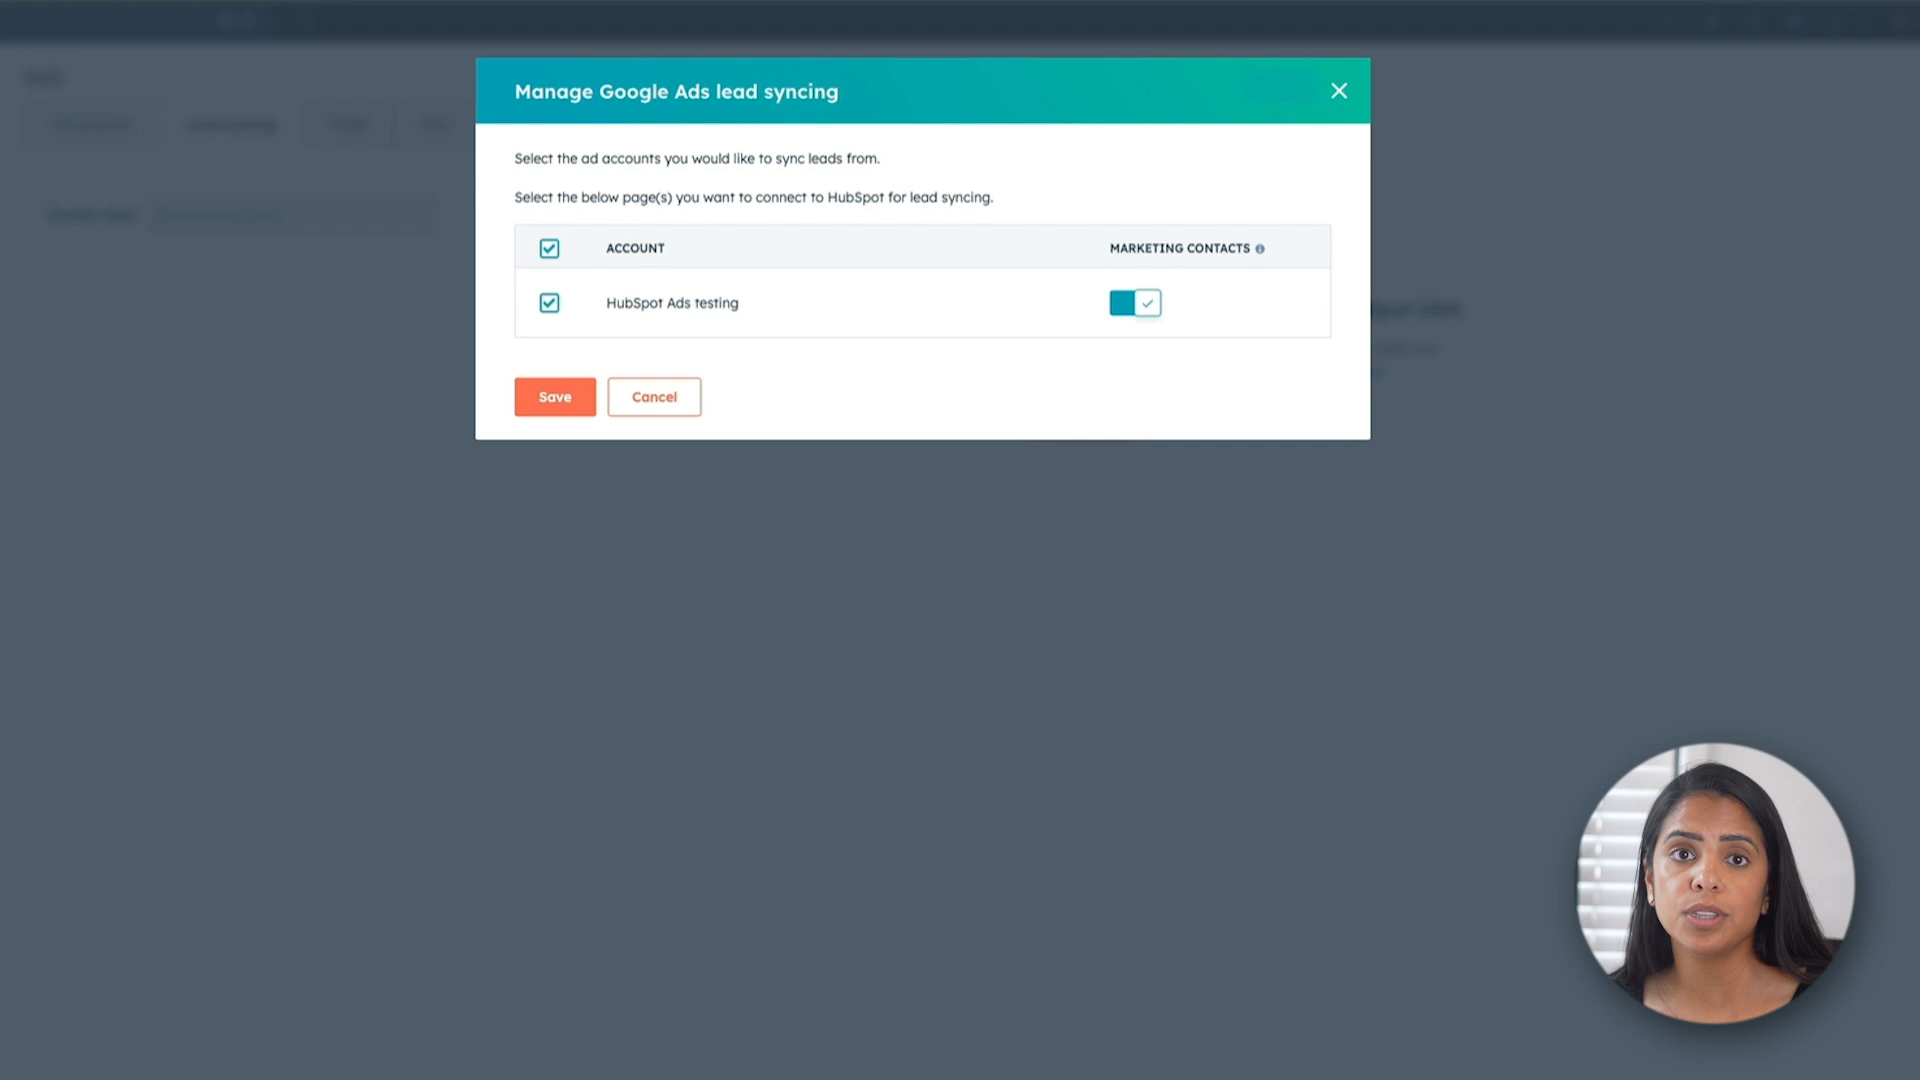 Manage Google Ads lead syncing
Select the ad accounts you would like to sync leads from.
Select the below page(s) you want to connect to HubSpot for lead syncing.
ACCOUNT MARKETING CONTACTS
HubSpot Ads testing
Save Cancel